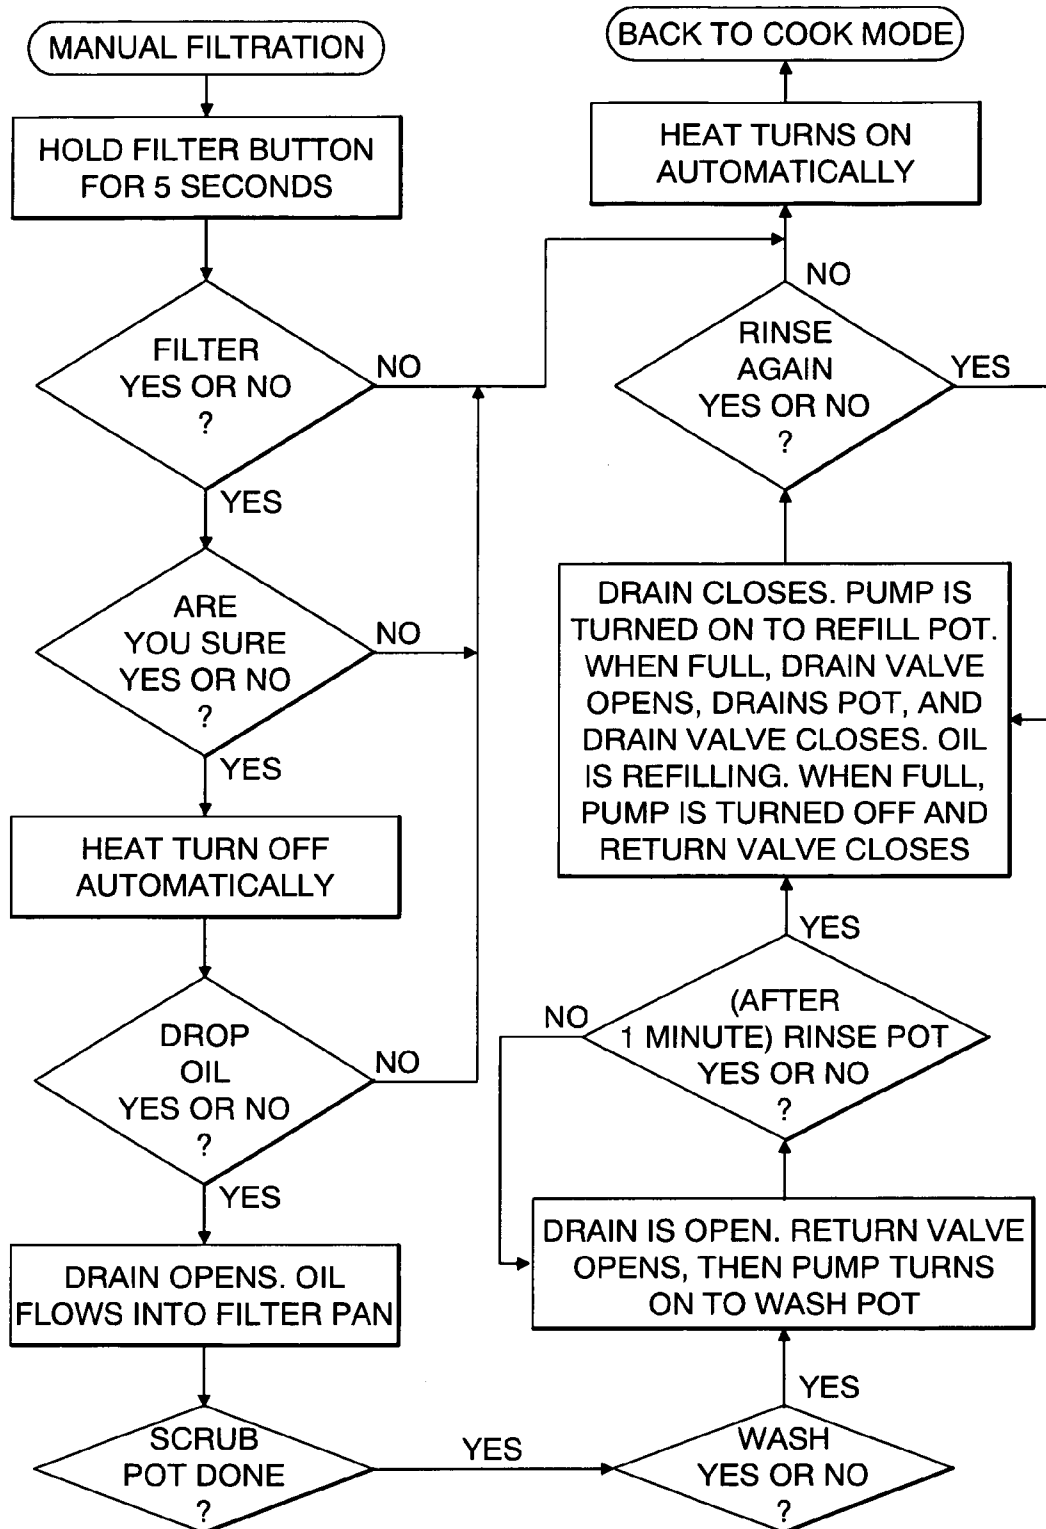 MANUAL FILTRATION
HOLD FILTER BUTTON
FOR 5 SECONDS
FILTER
YES OR NO
?
NO
YES
ARE
YOU SURE
YES OR NO
?
NO
YES
HEAT TURN OFF
AUTOMATICALLY
DROP
OIL
YES OR NO
?
NO
YES
DRAIN OPENS. OIL
FLOWS INTO FILTER PAN
SCRUB
POT DONE
?
YES
WASH
YES OR NO
?
YES
DRAIN IS OPEN. RETURN VALVE
OPENS, THEN PUMP TURNS
ON TO WASH POT
(AFTER
1 MINUTE) RINSE POT
YES OR NO
?
NO
YES
DRAIN CLOSES. PUMP IS
TURNED ON TO REFILL POT.
WHEN FULL, DRAIN VALVE
OPENS, DRAINS POT, AND
DRAIN VALVE CLOSES. OIL
IS REFILLING. WHEN FULL,
PUMP IS TURNED OFF AND
RETURN VALVE CLOSES
RINSE
AGAIN
YES OR NO
?
YES
NO
HEAT TURNS ON
AUTOMATICALLY
BACK TO COOK MODE